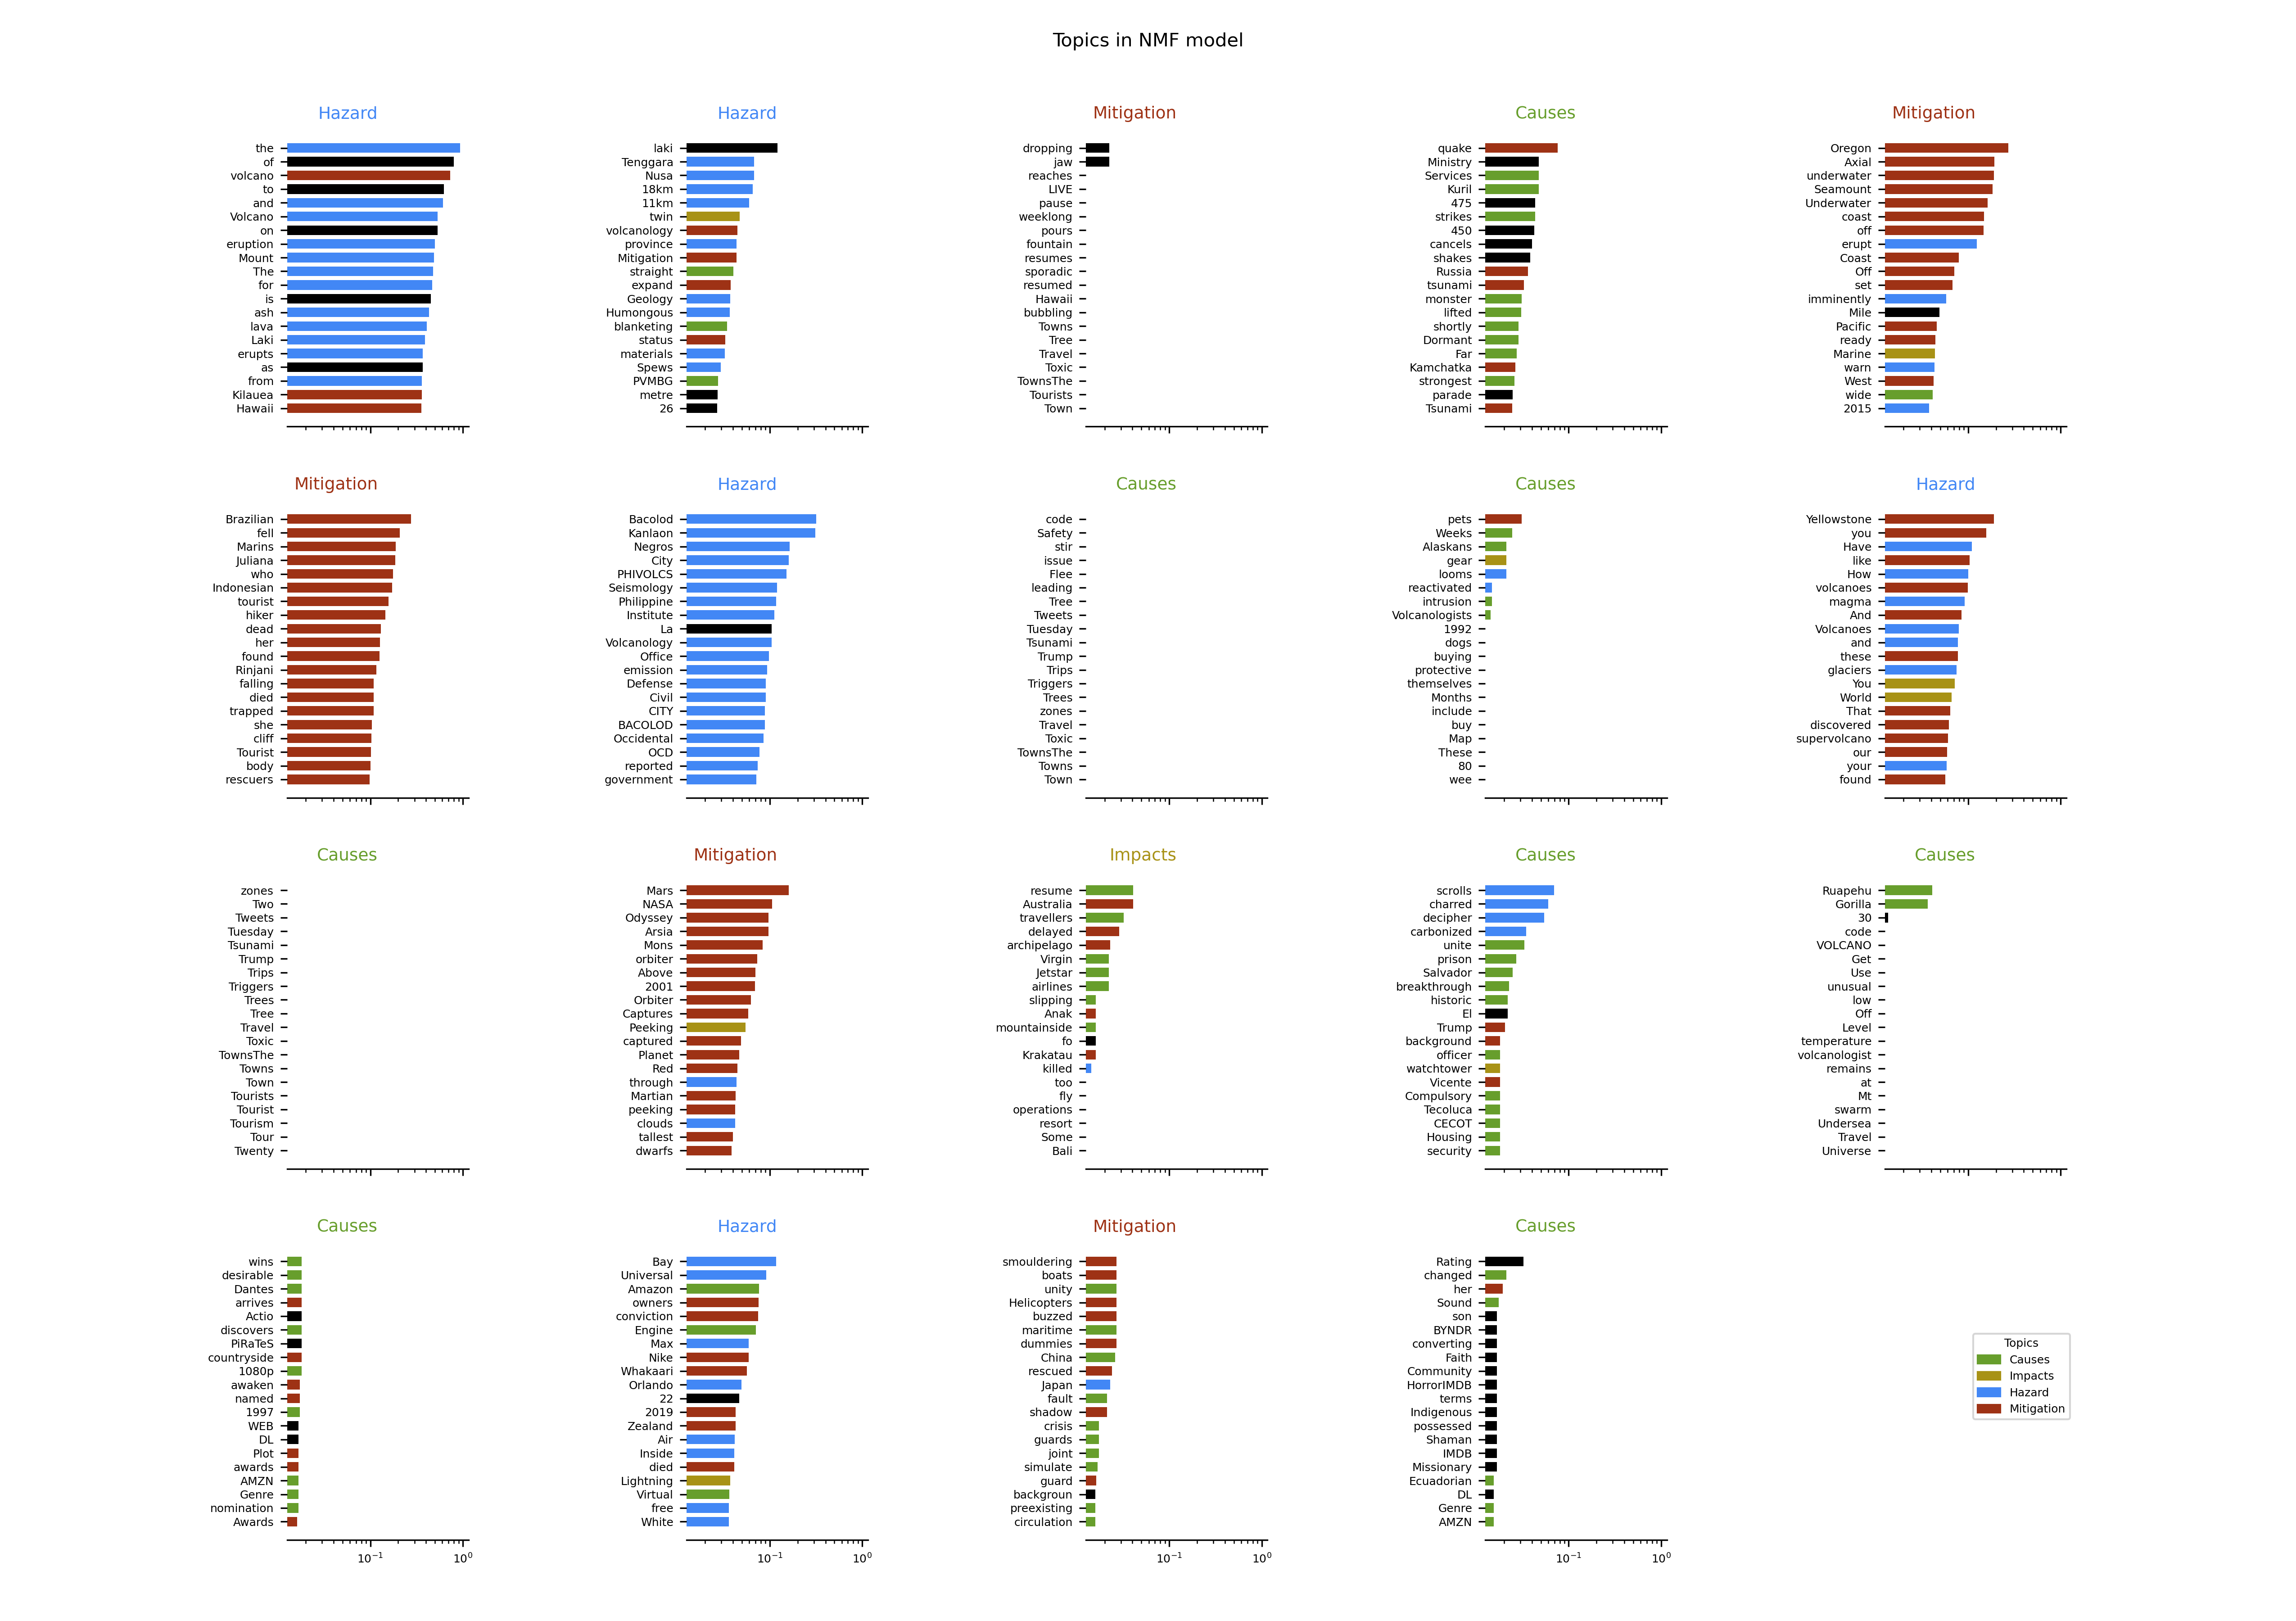 Topics in NMF model
Hazard
the
of
volcano
to
and
Volcano
on
eruption
Mount
The
for
is
ash
lava
Laki
erupts
as
from
Kilauea
Hawaii
Hazard
laki
Tenggara
Nusa
18km
11km
twin
volcanology
province
Mitigation
straight
expand
Geology
Humongous
blanketing
status
materials
Spews
PVMBG
metre
26
Mitigation
dropping
jaw
reaches
LIVE
pause
weeklong
pours
fountain
resumes
sporadic
resumed
Hawaii
bubbling
Towns
Tree
Travel
Toxic
TownsThe
Tourists
Town
Causes
quake
Ministry
Services
Kuril
475
strikes
450
cancels
shakes
Russia
tsunami
monster
lifted
shortly
Dormant
Far
Kamchatka
strongest
parade
Tsunami
Mitigation
Oregon
Axial
underwater
Seamount
Underwater
coast
off
erupt
Coast
Off
set
imminently
Mile
Pacific
ready
Marine
warn
West
wide
2015
Mitigation
Brazilian
fell
Marins
Juliana
who
Indonesian
tourist
hiker
dead
her
found
Rinjani
falling
died
trapped
she
cliff
Tourist
body
rescuers
Hazard
Bacolod
Kanlaon
Negros
City
PHIVOLCS
Seismology
Philippine
Institute
La
Volcanology
Office
emission
Defense
Civil
CITY
BACOLOD
Occidental
OCD
reported
government
Causes
code
Safety
stir
issue
Flee
leading
Tree
Tweets
Tuesday
Tsunami
Trump
Trips
Triggers
Trees
zones
Travel
Toxic
TownsThe
Towns
Town
Causes
pets
Weeks
Alaskans
gear
looms
reactivated
intrusion
Volcanologists
1992
dogs
buying
protective
themselves
Months
include
buy
Map
These
80
wee
Hazard
Yellowstone
you
Have
like
How
volcanoes
magma
And
Volcanoes
and
these
glaciers
You
World
That
discovered
supervolcano
our
your
found
Causes
zones
Two
Tweets
Tuesday
Tsunami
Trump
Trips
Triggers
Trees
Tree
Travel
Toxic
TownsThe
Towns
Town
Tourists
Tourist
Tourism
Tour
Twenty
Mitigation
Mars
NASA
Odyssey
Arsia
Mons
orbiter
Above
2001
Orbiter
Captures
Peeking
captured
Planet
Red
through
Martian
peeking
clouds
tallest
dwarfs
Impacts
resume
Australia
travellers
delayed
archipelago
Virgin
Jetstar
airlines
slipping
Anak
mountainside
fo
Krakatau
killed
too
fly
operations
resort
Some
Bali
Causes
scrolls
charred
decipher
carbonized
unite
prison
Salvador
breakthrough
historic
El
Trump
background
officer
watchtower
Vicente
Compulsory
Tecoluca
CECOT
Housing
security
Causes
Ruapehu
Gorilla
30
code
VOLCANO
Get
Use
unusual
low
Off
Level
temperature
volcanologist
remains
at
Mt
swarm
Undersea
Travel
Universe
Causes
wins
desirable
Dantes
arrives
Actio
discovers
PiRaTeS
countryside
1080p
awaken
named
1997
WEB
DL
Plot
awards
AMZN
Genre
nomination
Awards
10⁻¹ 10⁰
Hazard
Bay
Universal
Amazon
owners
conviction
Engine
Max
Nike
Whakaari
Orlando
22
2019
Zealand
Air
Inside
died
Lightning
Virtual
free
White
10⁻¹ 10⁰
Mitigation
smouldering
boats
unity
Helicopters
buzzed
maritime
dummies
China
rescued
Japan
fault
shadow
crisis
guards
joint
simulate
guard
backgroun
preexisting
circulation
10⁻¹ 10⁰
Causes
Rating
changed
her
Sound
son
BYNDR
converting
Faith
Community
HorrorIMDB
terms
Indigenous
possessed
Shaman
IMDB
Missionary
Ecuadorian
DL
Genre
AMZN
10⁻¹ 10⁰
Topics
Causes
Impacts
Hazard
Mitigation